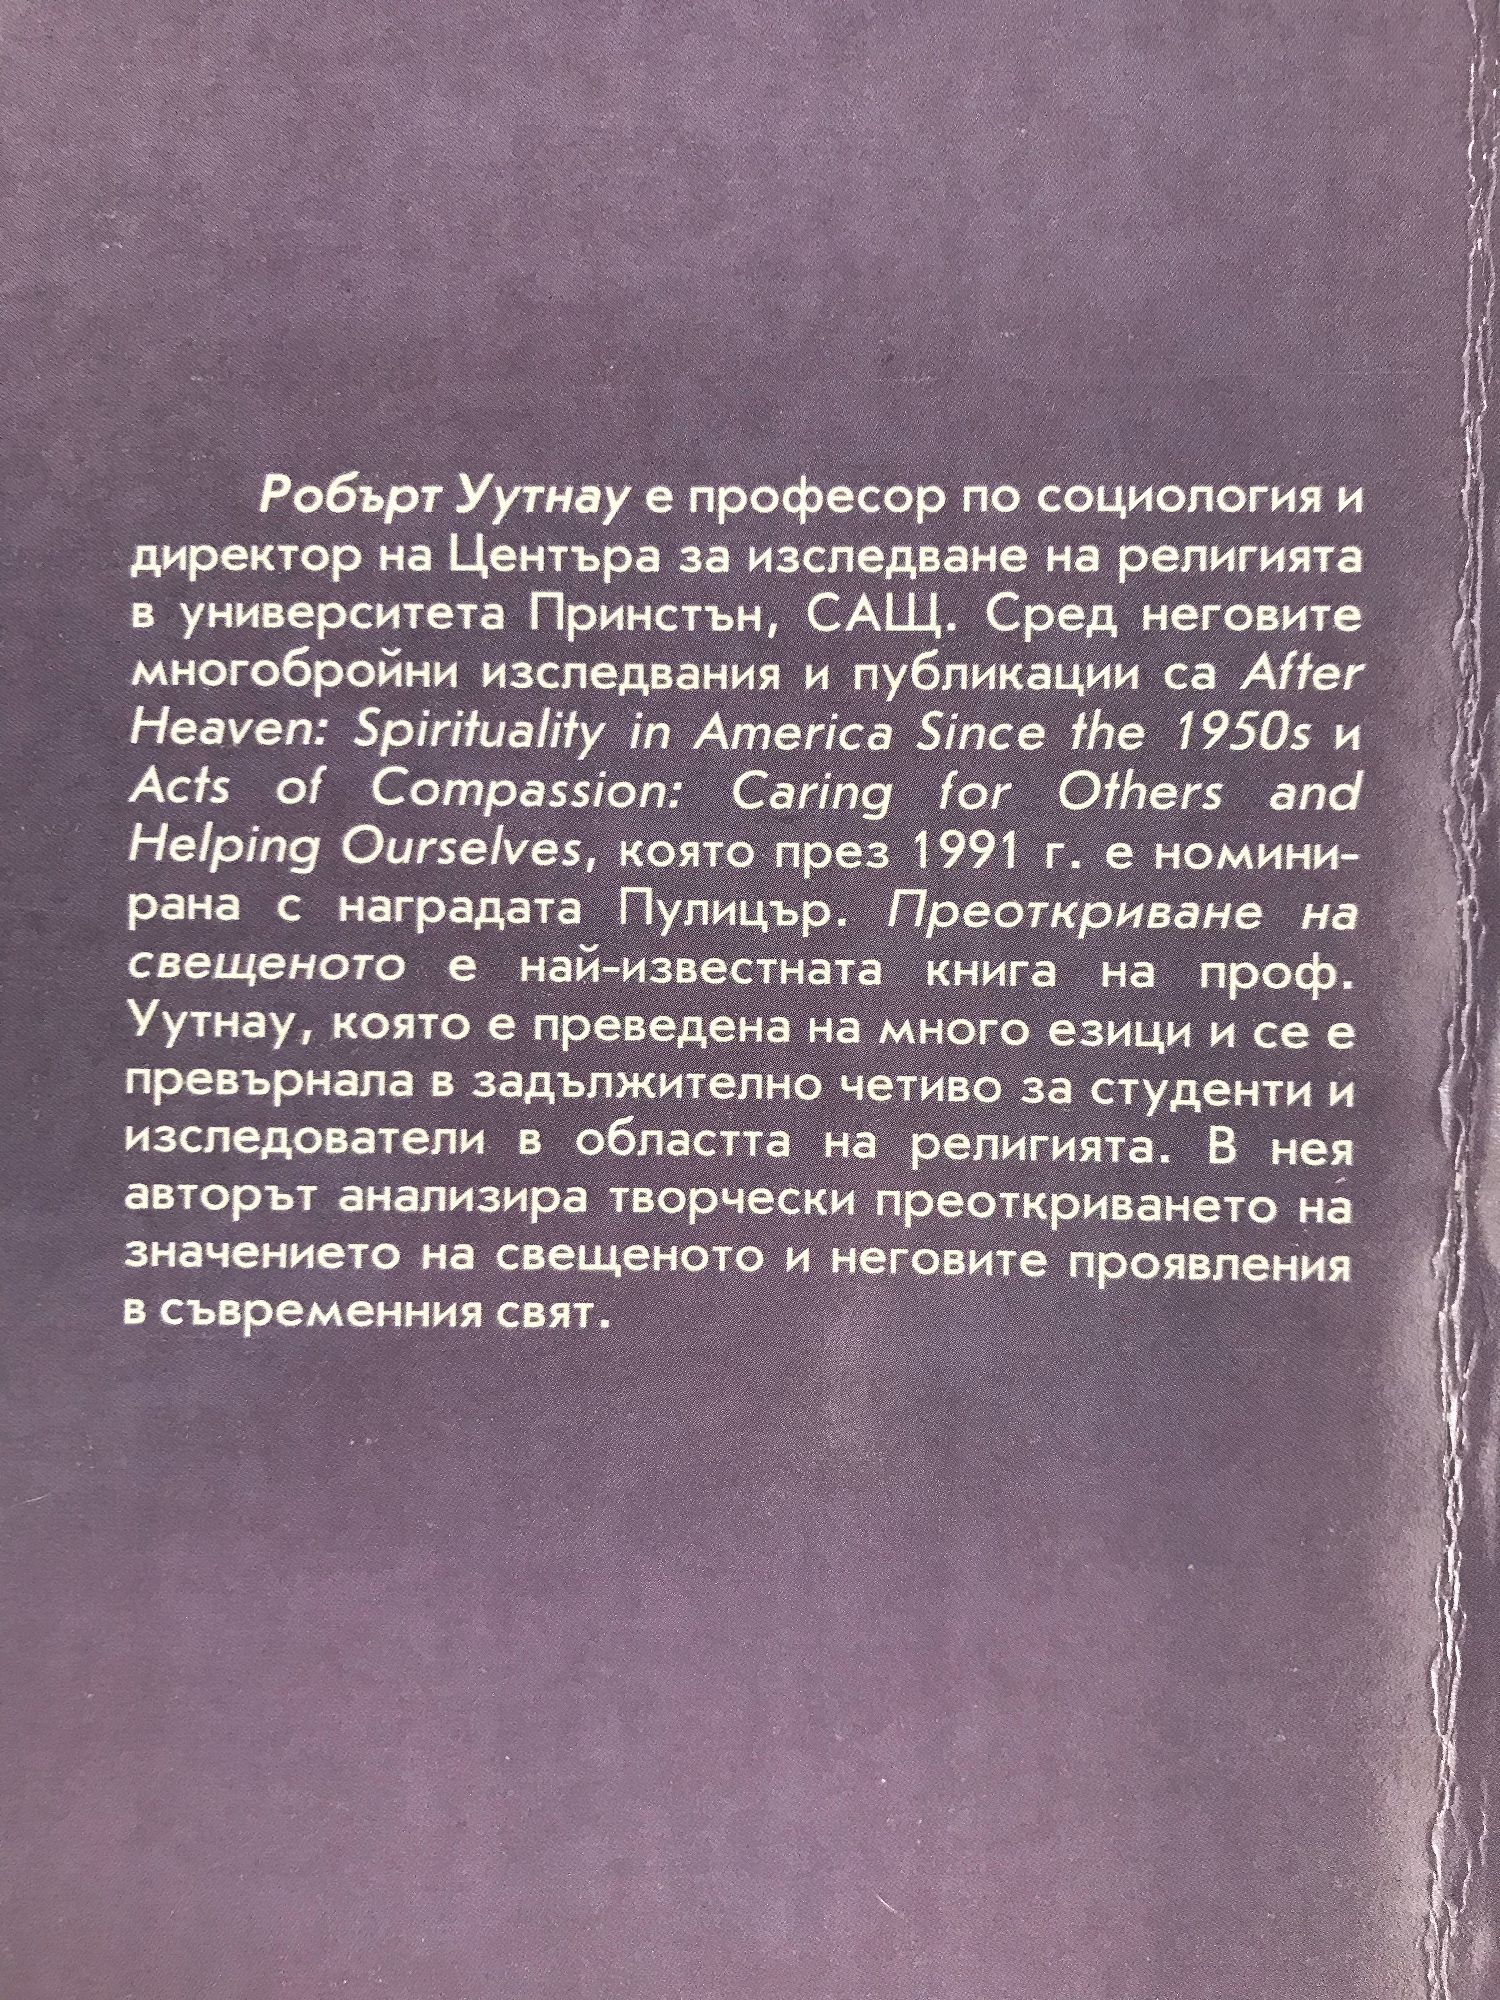 Робърт Уутнау е професор по социология и
директор на Центъра за изследване на религията
в университета Принстън, САЩ. Сред неговите
многобройни изследвания и публикации са After
Heaven: Spirituality in America Since the 1950s и
Acts of Compassion: Caring for Others and
Helping Ourselves, която през 1991 г. е номини-
рана с наградата Пулицър. Преоткриване на
свещеното е най-известната книга на проф.
Уутнау, която е преведена на много езици и се е
превърнала в задължително четиво за студенти и
изследователи в областта на религията. В нея
авторът анализира творчески преоткриването на
значението на свещеното и неговите проявления
в съвременния свят.